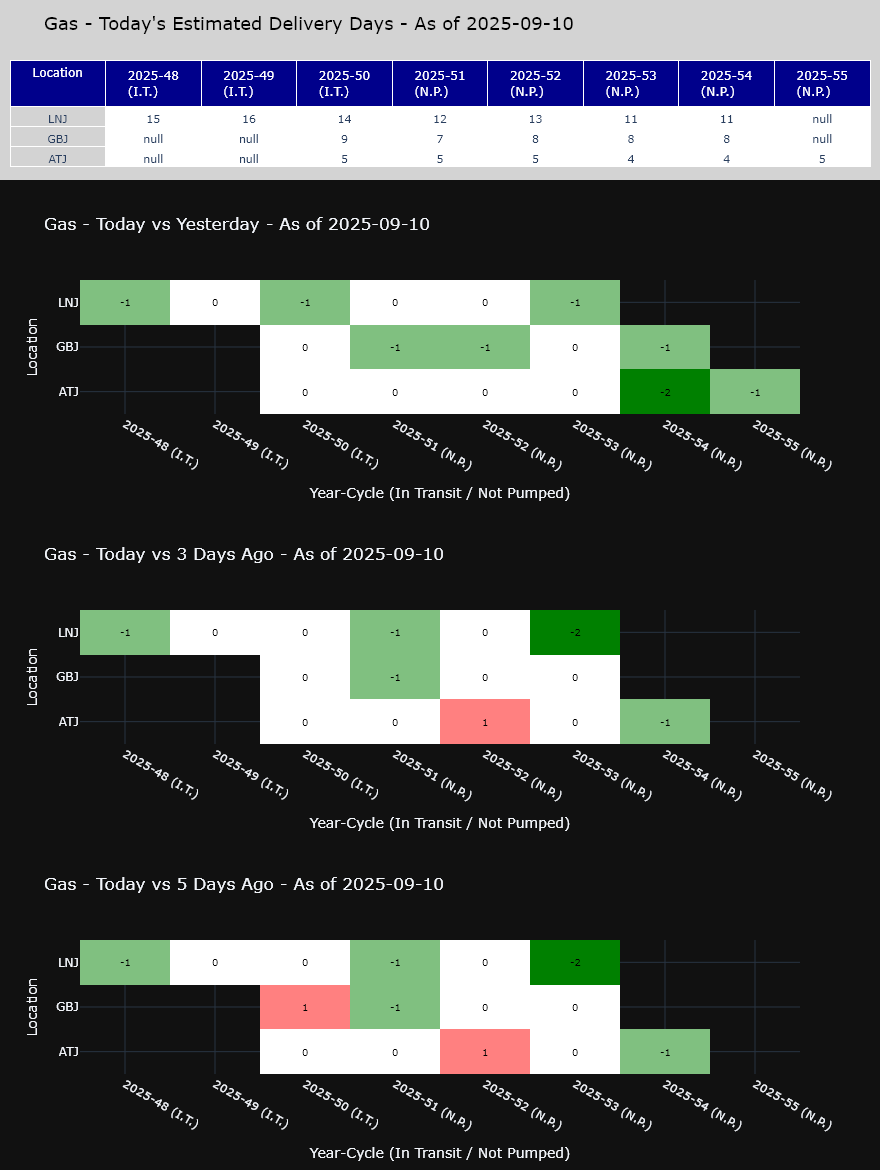 Gas - Today's Estimated Delivery Days - As of 2025-09-10
Location 2025-48 (I.T.) 2025-49 (I.T.) 2025-50 (I.T.) 2025-51 (N.P.) 2025-52 (N.P.) 2025-53 (N.P.) 2025-54 (N.P.) 2025-55 (N.P.)
LNJ 15 16 14 12 13 11 11 null
GBJ null null 9 7 8 8 8 null
ATJ null null 5 5 5 4 4 5
Gas - Today vs Yesterday - As of 2025-09-10
Location
LNJ -1 0 -1 0 0 -1
GBJ 0 -1 -1 0 -1
ATJ 0 0 0 0 -2 -1
2025-48 (I.T.) 2025-49 (I.T.) 2025-50 (I.T.) 2025-51 (N.P.) 2025-52 (N.P.) 2025-53 (N.P.) 2025-54 (N.P.) 2025-55 (N.P.)
Year-Cycle (In Transit / Not Pumped)
Gas - Today vs 3 Days Ago - As of 2025-09-10
Location
LNJ -1 0 0 -1 0 -2
GBJ 0 -1 0 0
ATJ 0 0 1 0 -1
2025-48 (I.T.) 2025-49 (I.T.) 2025-50 (I.T.) 2025-51 (N.P.) 2025-52 (N.P.) 2025-53 (N.P.) 2025-54 (N.P.) 2025-55 (N.P.)
Year-Cycle (In Transit / Not Pumped)
Gas - Today vs 5 Days Ago - As of 2025-09-10
Location
LNJ -1 0 0 -1 0 -2
GBJ 1 -1 0 0
ATJ 0 0 1 0 -1
2025-48 (I.T.) 2025-49 (I.T.) 2025-50 (I.T.) 2025-51 (N.P.) 2025-52 (N.P.) 2025-53 (N.P.) 2025-54 (N.P.) 2025-55 (N.P.)
Year-Cycle (In Transit / Not Pumped)